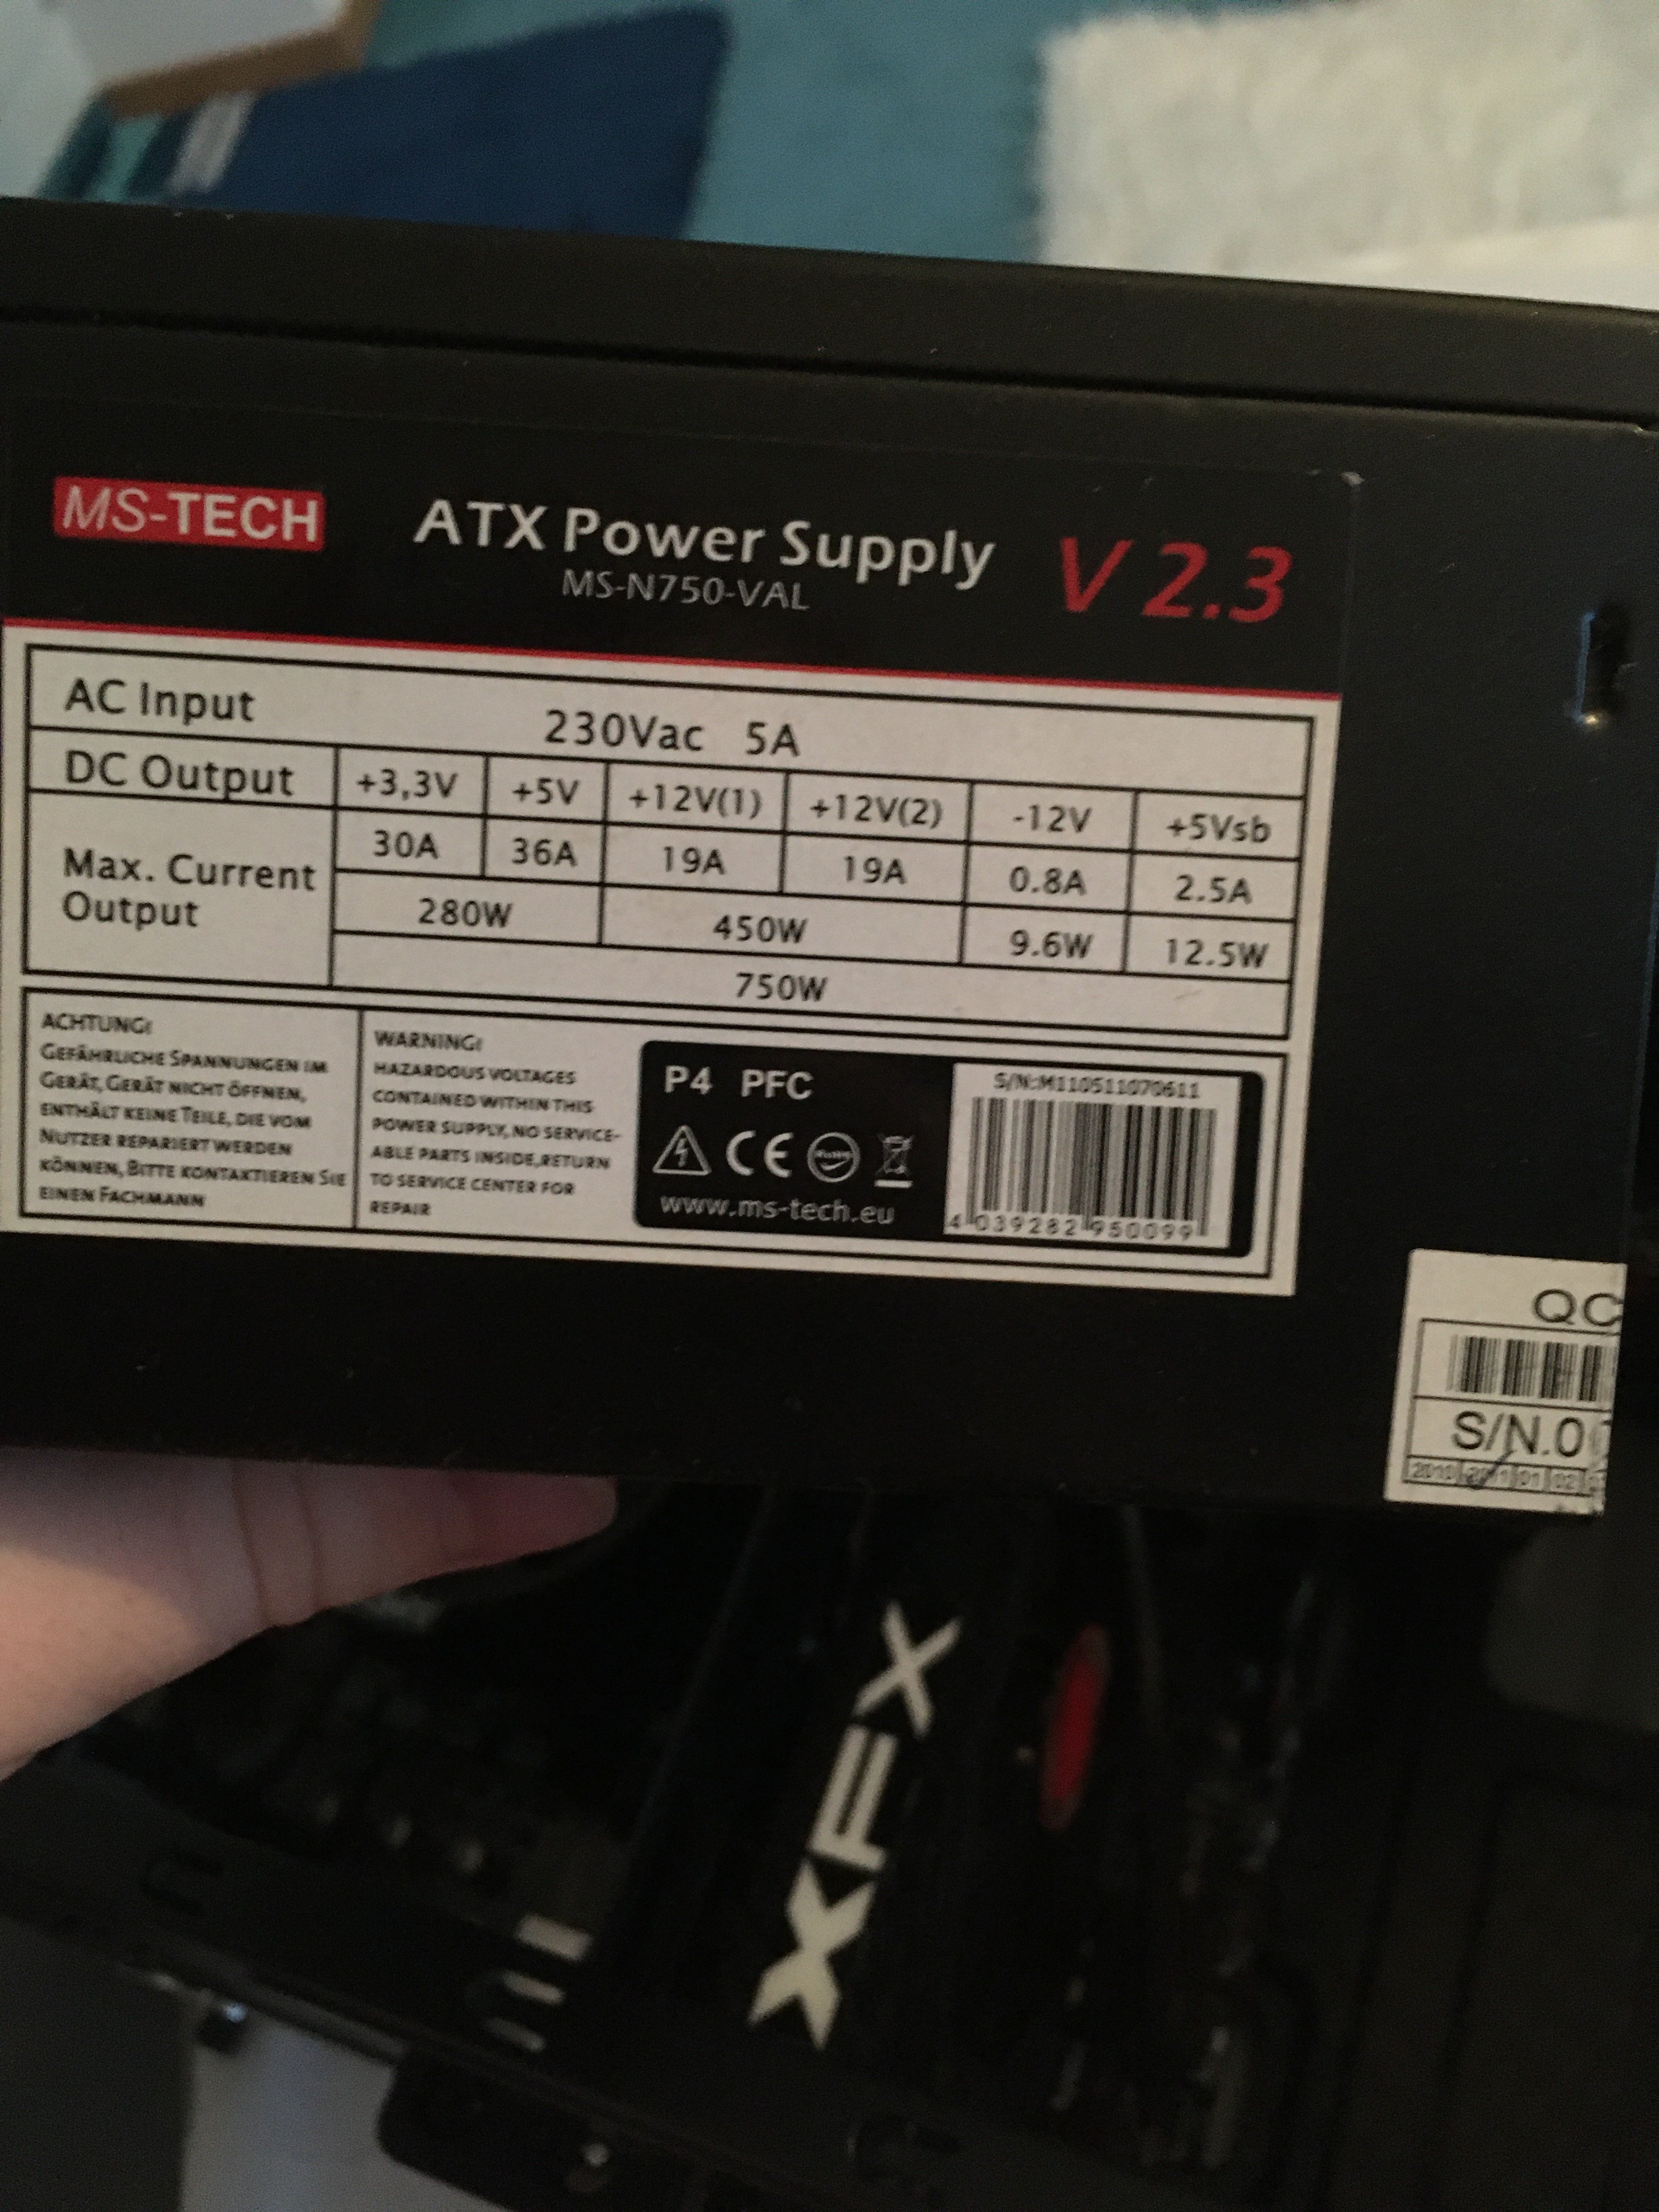 MS-TECH
ATX Power Supply
V 2.3
MS-N750-VAL
AC Input 230Vac 5A
DC Output +3,3V +5V +12V(1) +12V(2) -12V +5Vsb
Max. Current Output 30A 36A 19A 19A 0.8A 2.5A
280W 450W 9.6W 12.5W
750W
ACHTUNG!
GEFÄHRLICHE SPANNUNGEN IM
GERÄT, GERÄT NICHT ÖFFNEN,
ENTHÄLT KEINE TEILE, DIE VOM
NUTZER REPARIERT WERDEN
KÖNNEN, BITTE KONTAKTIEREN SIE
EINEN FACHMANN
WARNING!
HAZARDOUS VOLTAGES
CONTAINED WITHIN THIS
POWER SUPPLY, NO SERVICE-
ABLE PARTS INSIDE,RETURN
TO SERVICE CENTER FOR
REPAIR
P4 PFC
CE
www.ms-tech.eu
S/N:M110511070611
4 039282 950099
QC
S/N.0
2010 2011 01 02
XFX